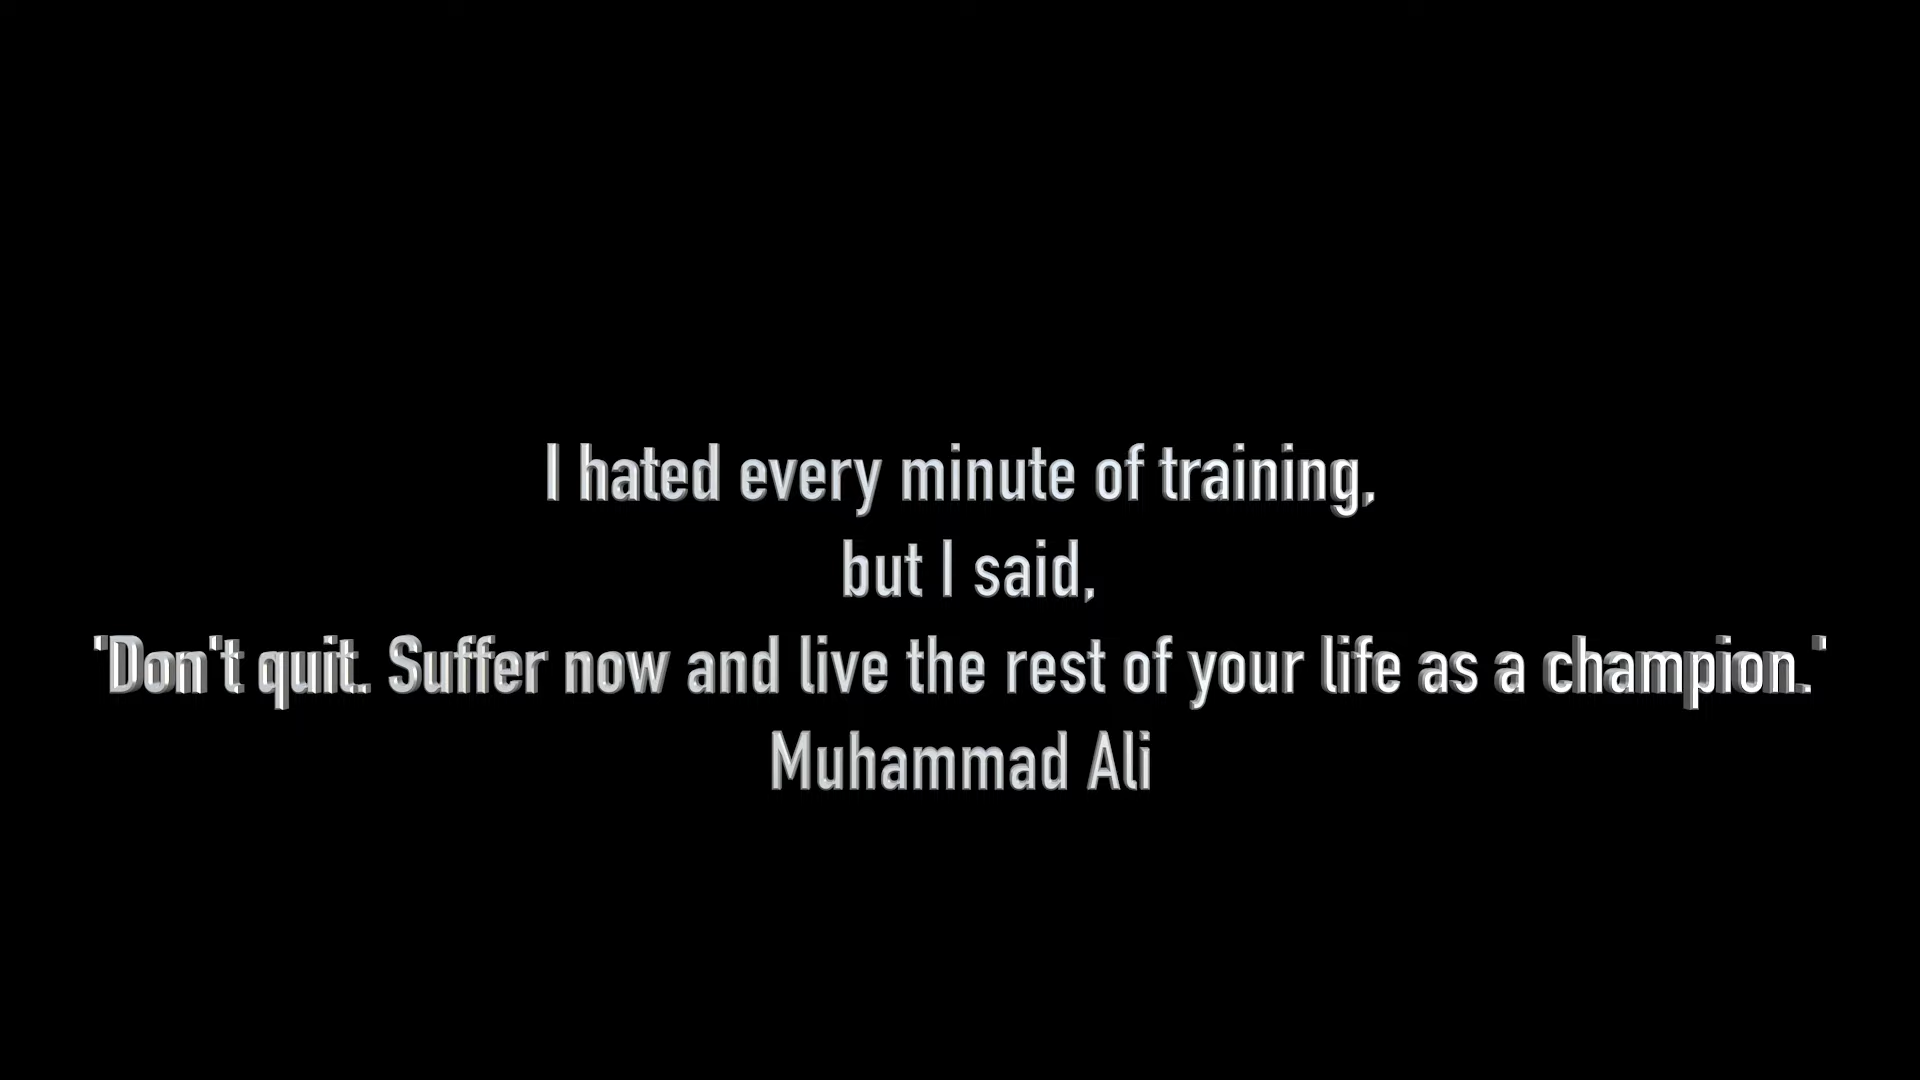 I hated every minute of training,
but I said,
'Don't quit. Suffer now and live the rest of your life as a champion.'
Muhammad Ali